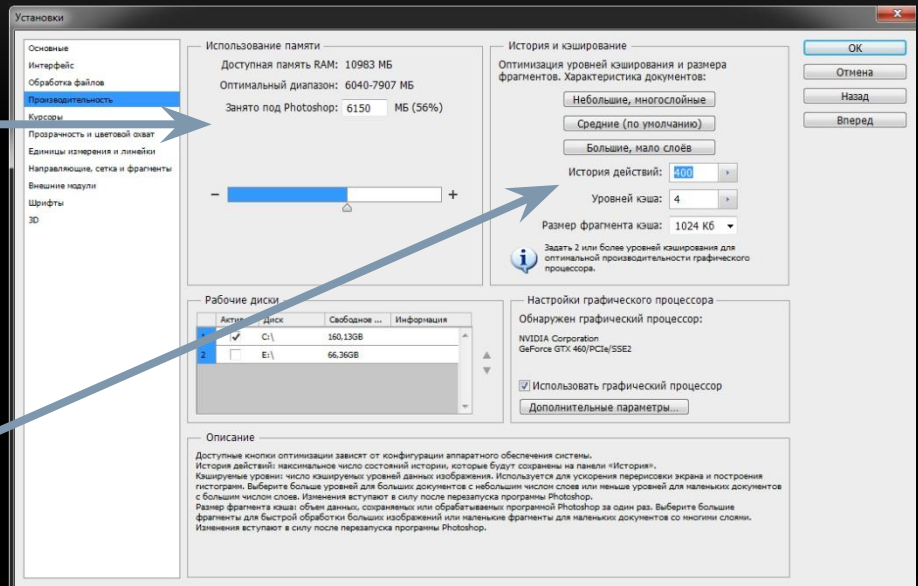 Установки
Основные
Интерфейс
Обработка файлов
Производительность
Курсоры
Прозрачность и цветовой охват
Единицы измерения и линейки
Направляющие, сетка и фрагменты
Внешние модули
Шрифты
3D
Использование памяти
Доступная память RAM: 10983 МБ
Оптимальный диапазон: 6040-7907 МБ
Занято под Photoshop: 6150 МБ (56%)
- +
История и кэширование
Оптимизация уровней кэширования и размера
фрагментов. Характеристика документов:
Небольшие, многослойные
Средние (по умолчанию)
Большие, мало слоёв
История действий: 400
Уровней кэша: 4
Размер фрагмента кэша: 1024 Кб
Задать 2 или более уровней кэширования для
оптимальной производительности графического
процессора.
OK
Отмена
Назад
Вперед
Рабочие диски
Диск Свободное ... Информация
1 C:\ 160,13GB
2 E:\ 66,36GB
Настройки графического процессора
Обнаружен графический процессор:
NVIDIA Corporation
GeForce GTX 460/PCIe/SSE2
Использовать графический процессор
Дополнительные параметры...
Описание
Доступные кнопки оптимизации зависят от конфигурации аппаратного обеспечения системы.
История действий: максимальное число состояний истории, которые будут сохранены на панели «История».
Кэшируемые уровни: число кэшируемых уровней данных изображения. Используется для ускорения перерисовки экрана и построения
гистограмм. Выберите больше уровней для больших документов с небольшим числом слоев или меньше уровней для маленьких документов
с большим числом слоев. Изменения вступают в силу после перезапуска программы Photoshop.
Размер фрагмента кэша: объем данных, сохраняемых или обрабатываемых программой Photoshop за один раз. Выберите большие
фрагменты для быстрой обработки больших изображений или маленькие фрагменты для маленьких документов со многими слоями.
Изменения вступают в силу после перезапуска программы Photoshop.